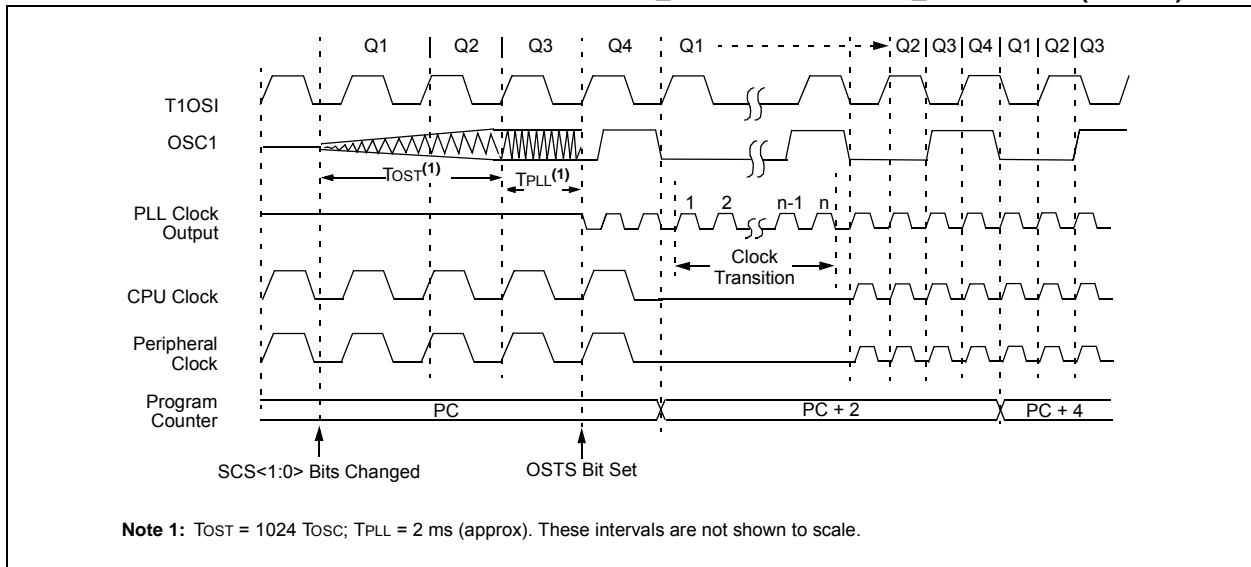 Q1 Q2 Q3 Q4 Q1 Q2 Q3 Q4 Q1 Q2 Q3
T1OSI
OSC1
TOST(1)
TPLL(1)
1 2 n-1 n
PLL Clock
Output
Clock
Transition
CPU Clock
Peripheral
Clock
Program
Counter
PC PC + 2 PC + 4
SCS<1:0> Bits Changed
OSTS Bit Set
Note 1: TOST = 1024 TOSC; TPLL = 2 ms (approx). These intervals are not shown to scale.